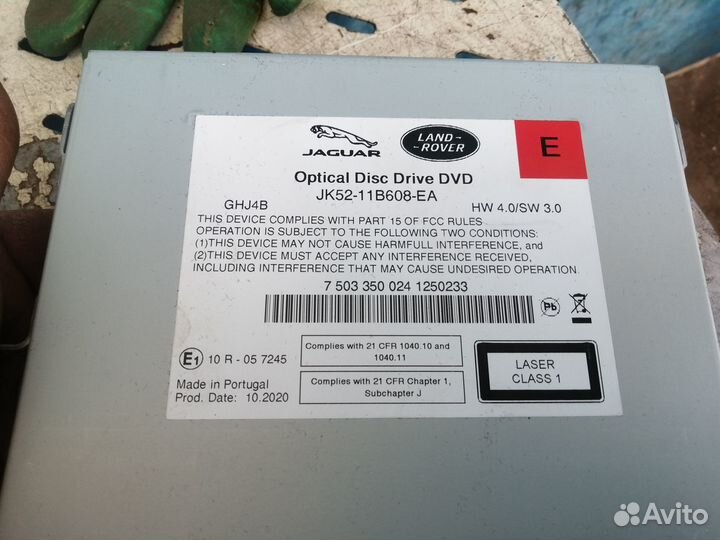 JAGUAR
LAND-
-ROVER
E
Optical Disc Drive DVD
JK52-11B608-EA
GHJ4B
HW 4.0/SW 3.0
THIS DEVICE COMPLIES WITH PART 15 OF FCC RULES
OPERATION IS SUBJECT TO THE FOLLOWING TWO CONDITIONS:
(1)THIS DEVICE MAY NOT CAUSE HARMFULL INTERFERENCE, and
(2)THIS DEVICE MUST ACCEPT ANY INTERFERENCE RECEIVED,
INCLUDING INTERFERENCE THAT MAY CAUSE UNDESIRED OPERATION
7 503 350 024 1250233
Pb
E1 10 R - 05 7245
Complies with 21 CFR 1040.10 and
1040.11
Made in Portugal
Prod. Date: 10.2020
Complies with 21 CFR Chapter 1,
Subchapter J
LASER
CLASS 1
Avito